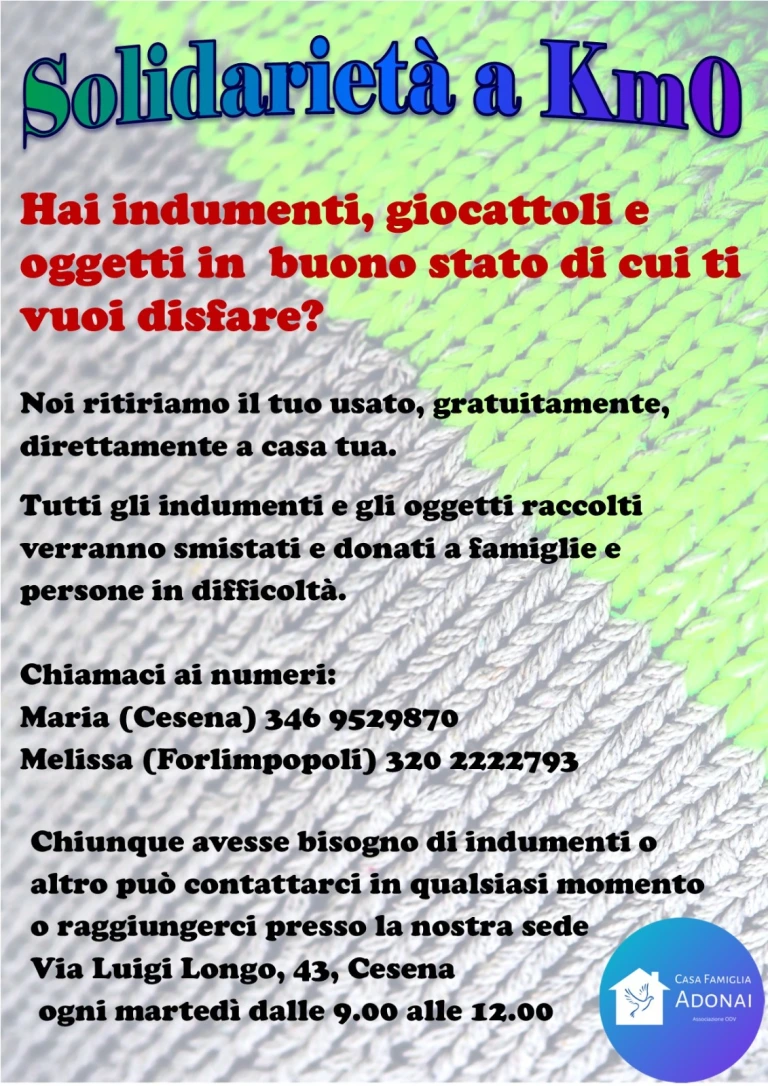 Solidarietà a Km0
Hai indumenti, giocattoli e
oggetti in buono stato di cui ti
vuoi disfare?
Noi ritiriamo il tuo usato, gratuitamente,
direttamente a casa tua.
Tutti gli indumenti e gli oggetti raccolti
verranno smistati e donati a famiglie e
persone in difficoltà.
Chiamaci ai numeri:
Maria (Cesena) 346 9529870
Melissa (Forlimpopoli) 320 2222793
Chiunque avesse bisogno di indumenti o
altro può contattarci in qualsiasi momento
o raggiungerci presso la nostra sede
Via Luigi Longo, 43, Cesena
ogni martedì dalle 9.00 alle 12.00
CASA FAMIGLIA
ADONAI
Associazione ODV